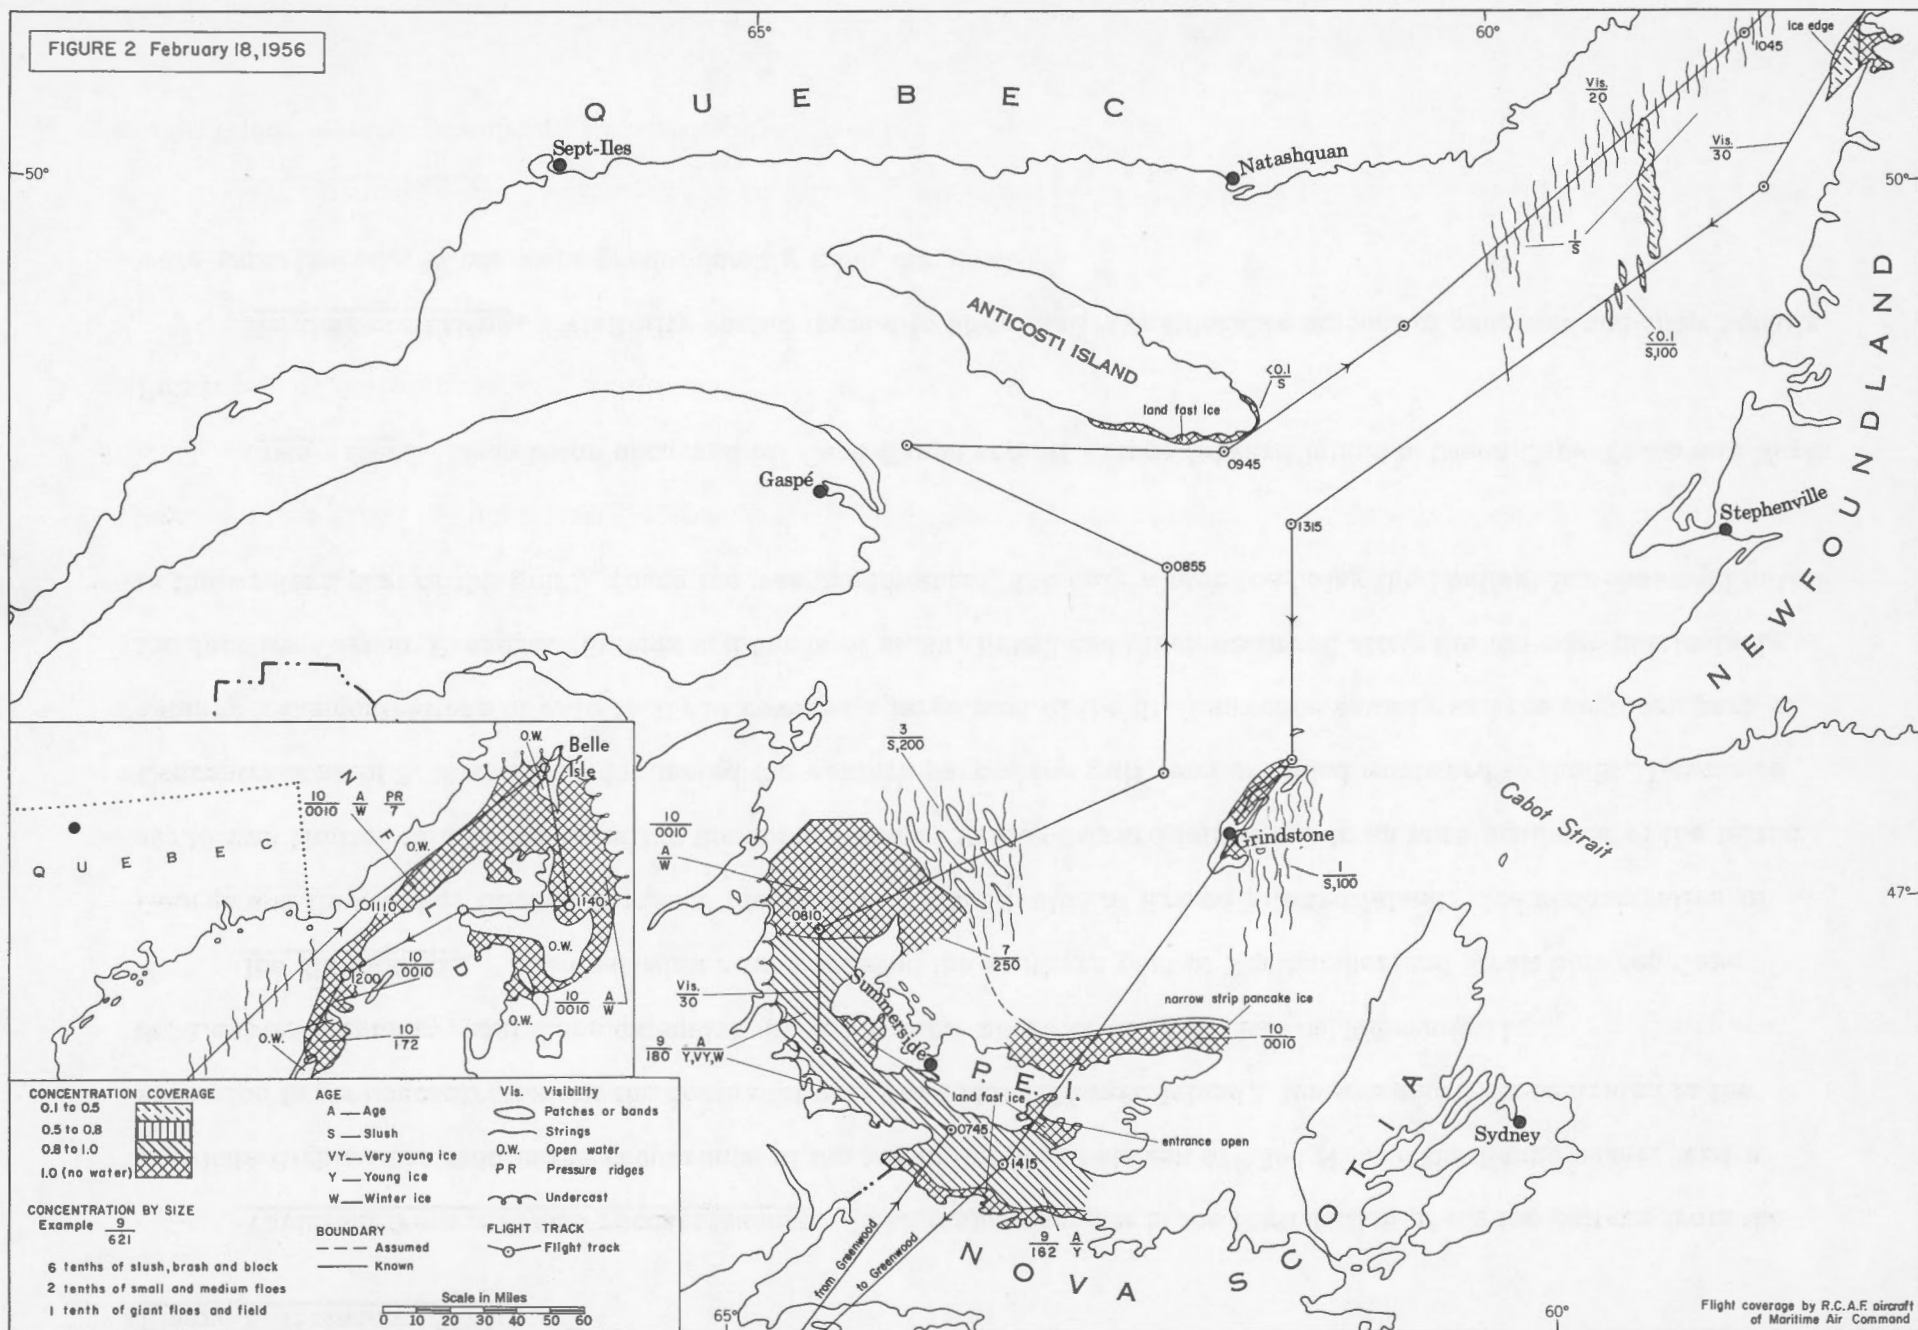 FIGURE 2 February 18, 1956
65°
60°
Ice edge
1045
QUEBEC
Vis.
20
Vis.
30
Sept-Iles
Natashquan
50°
50°
1
S
ANTICOSTI ISLAND
<0.1
S
<0.1
S,100
land fast ice
0945
NEWFOUNDLAND
Gaspé
Stephenville
1315
0855
3
S,200
O.W.
Belle Isle
10
0010
A
W
PR
7
O.W.
QUEBE
NFLD
1110
1140
O.W.
10
0010
1200
10
0010
A
W
O.W.
O.W.
10
172
10
0010
A
W
Cabot Strait
Grindstone
1
S,100
47°
0810
7
250
Vis.
30
Summerside
narrow strip pancake ice
10
0010
9
180
A
Y,VY,W
P.E.I.
land fast ice
entrance open
0745
1415
Sydney
9
162
A
Y
NOVA SCOTIA
from Greenwood
to Greenwood
65°
60°
CONCENTRATION COVERAGE
0.1 to 0.5
0.5 to 0.8
0.8 to 1.0
1.0 (no water)
CONCENTRATION BY SIZE
Example 9
621
6 tenths of slush, brash and block
2 tenths of small and medium floes
1 tenth of giant floes and field
AGE
A — Age
S — Slush
VY — Very young ice
Y — Young ice
W — Winter ice
BOUNDARY
Assumed
Known
Vis. Visibility
Patches or bands
Strings
O.W. Open water
PR Pressure ridges
Undercast
FLIGHT TRACK
Flight track
Scale in Miles
0 10 20 30 40 50 60
Flight coverage by R.C.A.F. aircraft
of Maritime Air Command